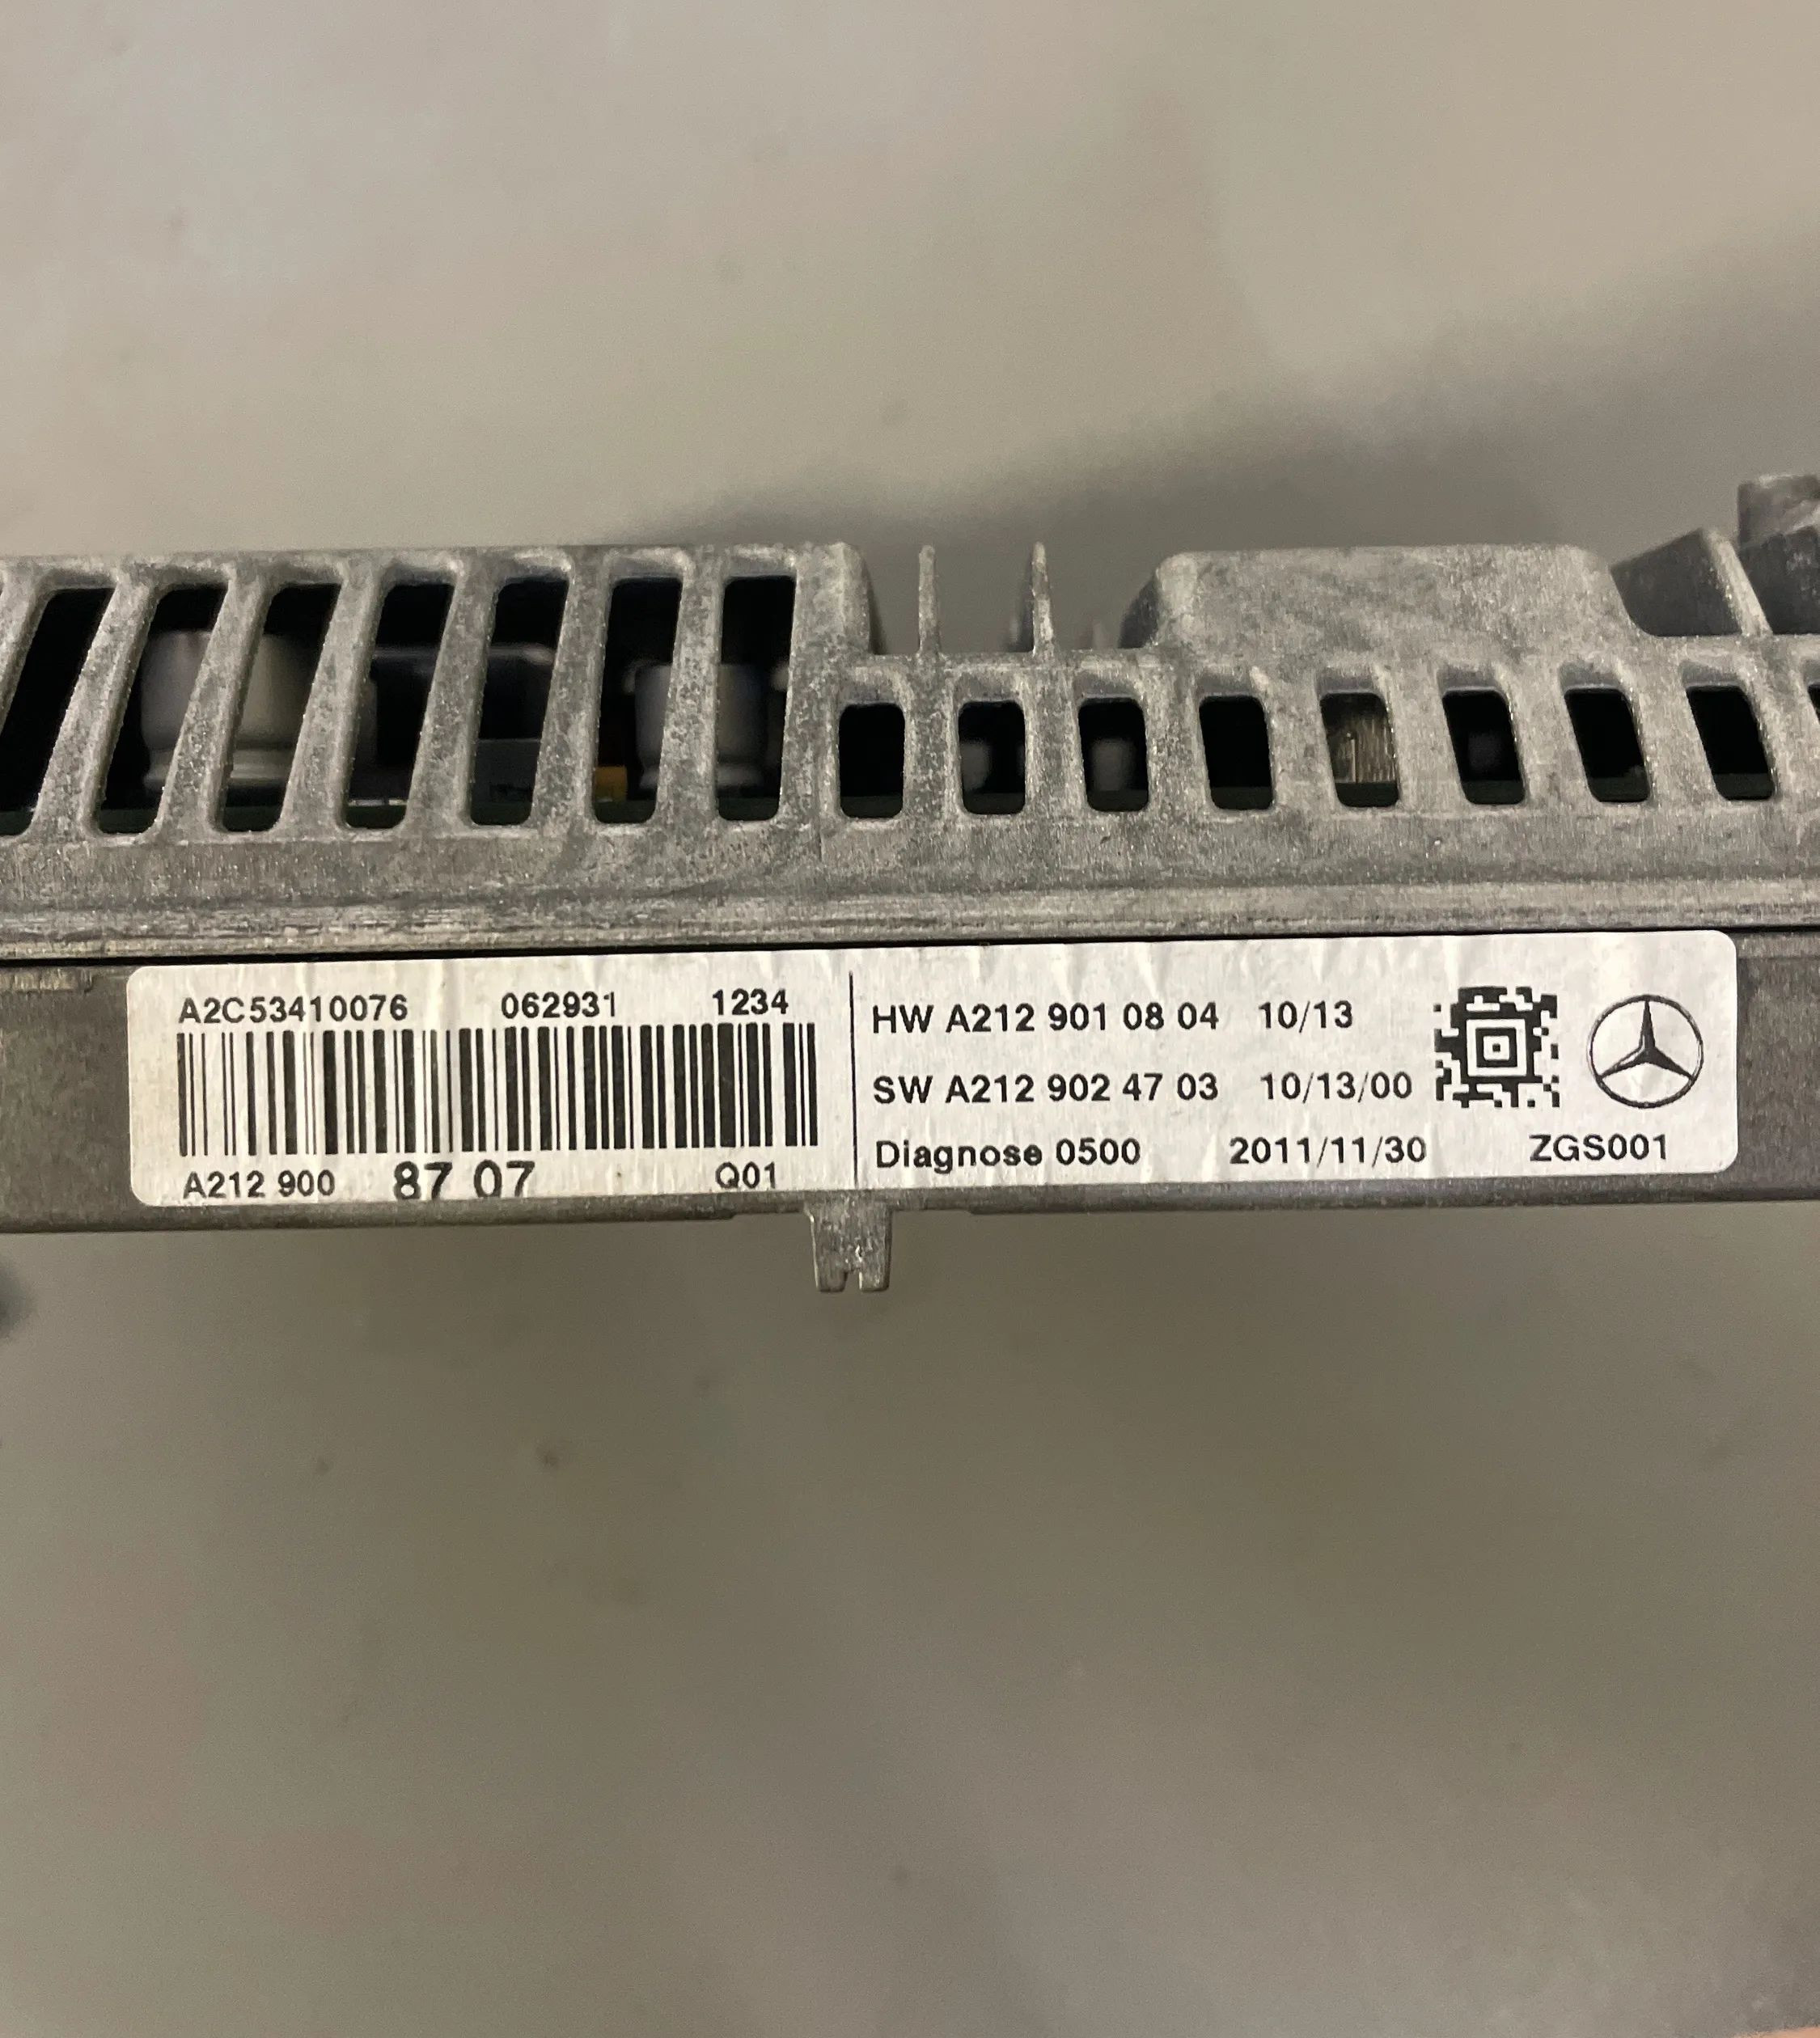 A2C53410076 062931 1234
A212 900 87 07 Q01
HW A212 901 08 04 10/13
SW A212 902 47 03 10/13/00
Diagnose 0500 2011/11/30 ZGS001